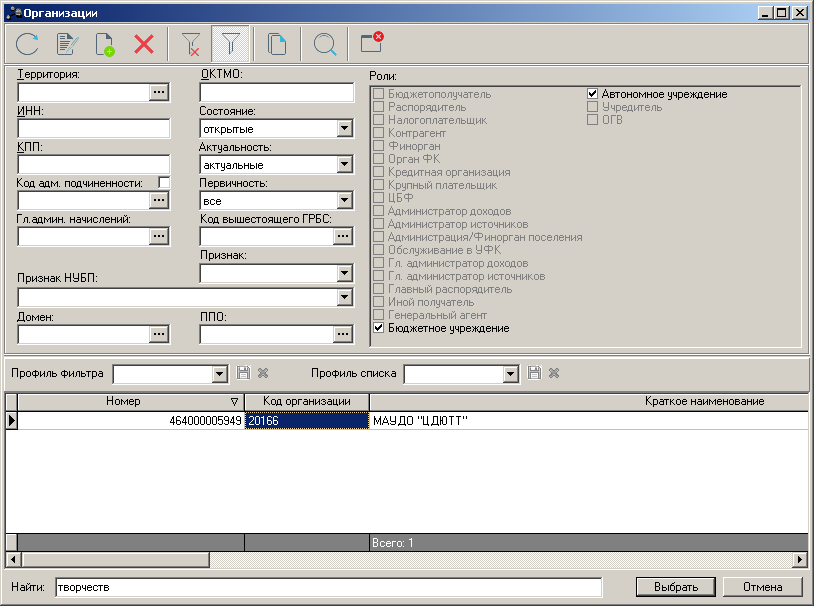 Организации
Территория:
ОКТМО:
Роли:
ИНН:
Состояние:
открытые
КПП:
Актуальность:
актуальные
Код адм. подчиненности:
Первичность:
все
Гл.админ. начислений:
Код вышестоящего ГРБС:
Признак:
Признак НУБП:
Домен:
ППО:
Бюджетополучатель
Распорядитель
Налогоплательщик
Контрагент
Финорган
Орган ФК
Кредитная организация
Крупный плательщик
ЦБФ
Администратор доходов
Администратор источников
Администрация/Финорган поселения
Обслуживание в УФК
Гл. администратор доходов
Гл. администратор источников
Главный распорядитель
Иной получатель
Генеральный агент
Бюджетное учреждение
Автономное учреждение
Учредитель
ОГВ
Профиль фильтра
Профиль списка
Номер Код организации Краткое наименование
464000005949 20166 МАУДО "ЦДЮТТ"
Всего: 1
Найти: творчеств Выбрать Отмена